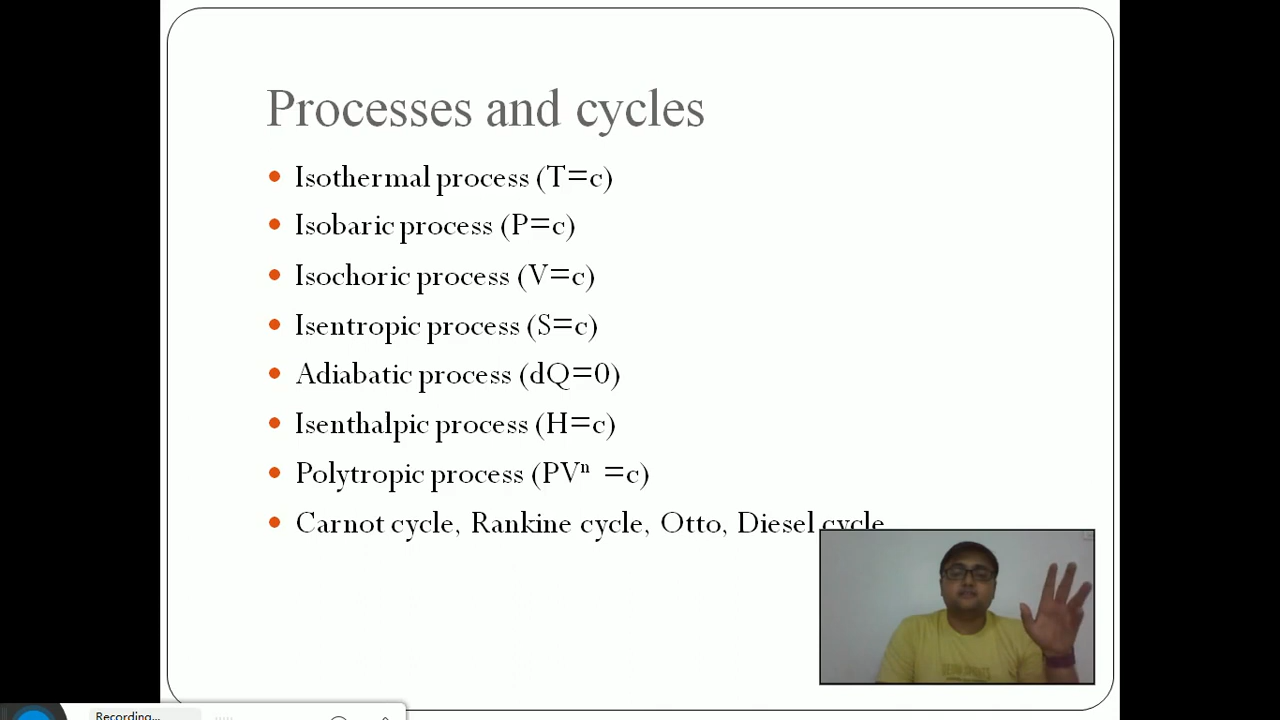 Processes and cycles
Isothermal process (T=c)
Isobaric process (P=c)
Isochoric process (V=c)
Isentropic process (S=c)
Adiabatic process (dQ=0)
Isenthalpic process (H=c)
Polytropic process (PVⁿ =c)
Carnot cycle, Rankine cycle, Otto, Diesel cycle
Recording...